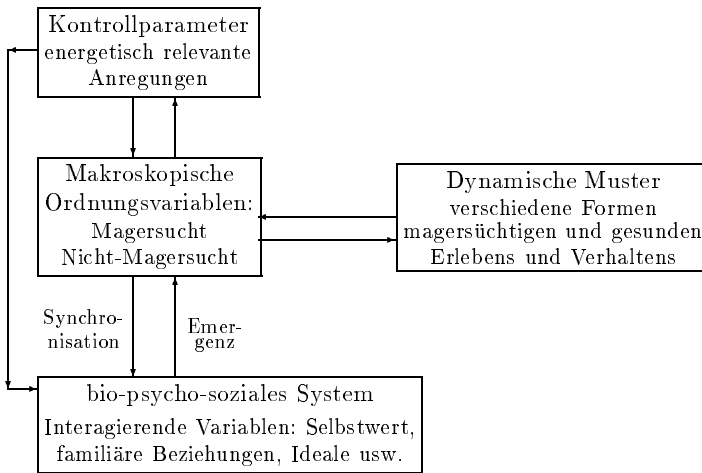 Kontrollparameter
energetisch relevante
Anregungen
Makroskopische
Ordnungsvariablen:
Magersucht
Nicht-Magersucht
Dynamische Muster
verschiedene Formen
magersüchtigen und gesunden
Erlebens und Verhaltens
Synchro-
nisation
Emer-
genz
bio-psycho-soziales System
Interagierende Variablen: Selbstwert,
familiäre Beziehungen, Ideale usw.